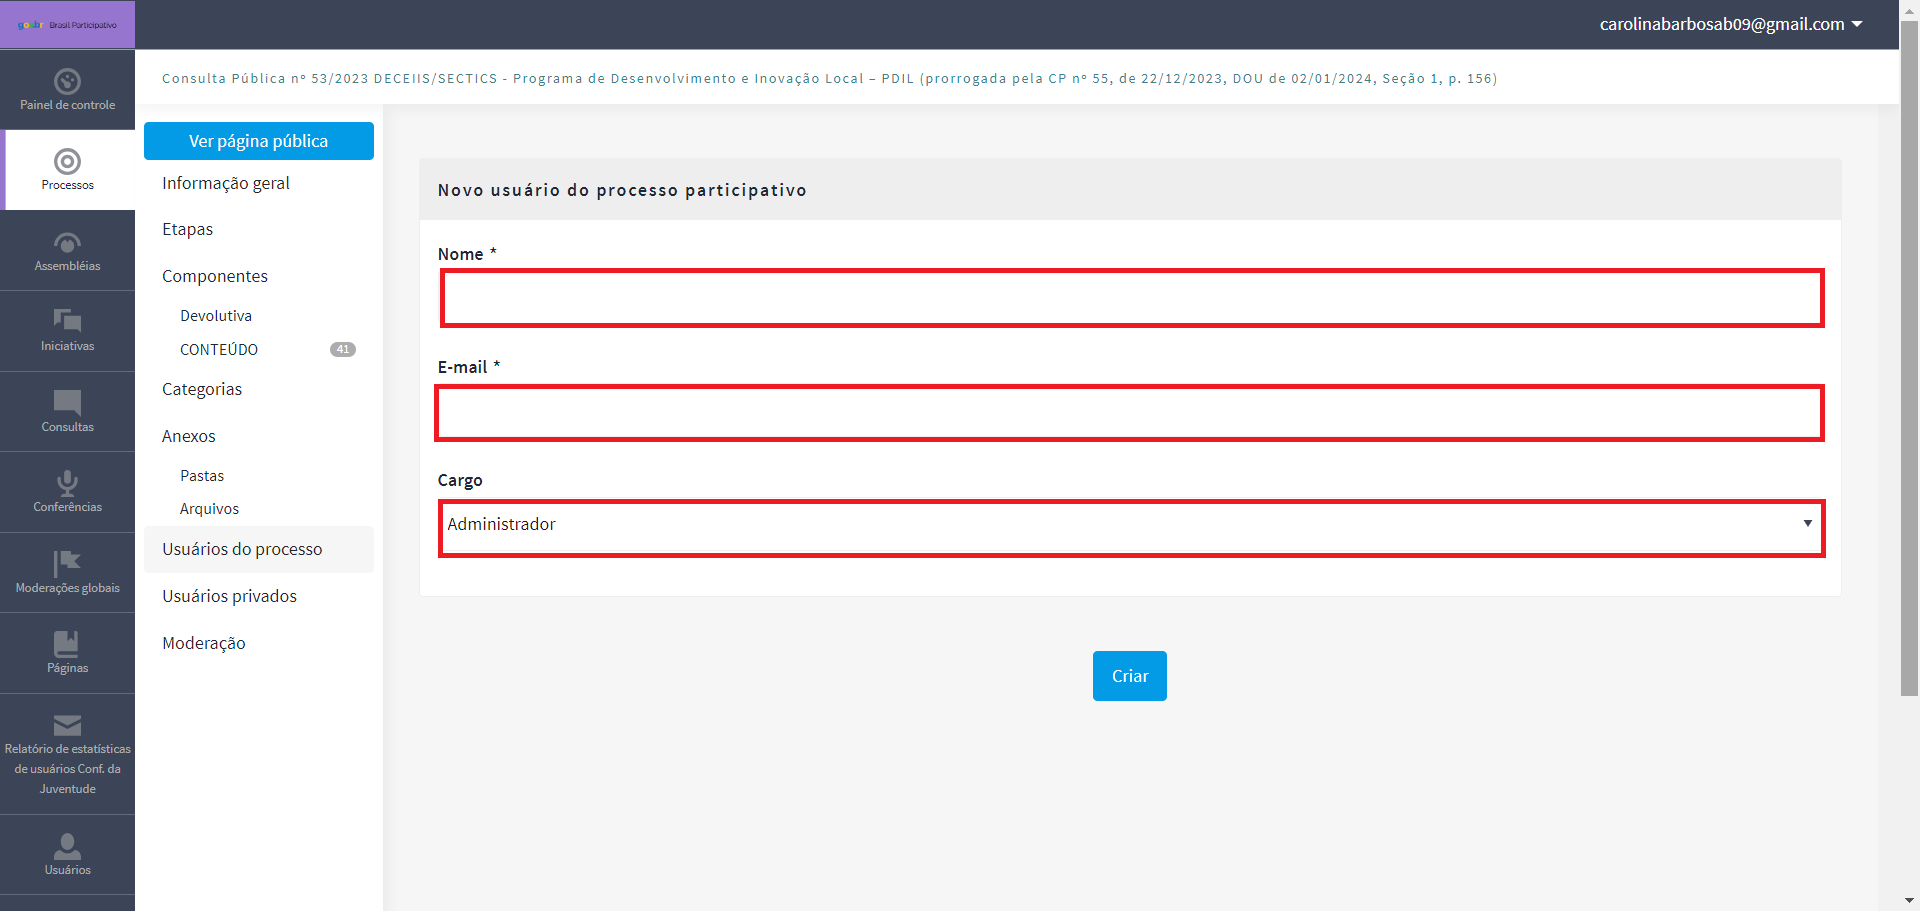 gov.br Brasil Participativo
carolinabarbosab09@gmail.com
Painel de controle
Processos
Assembléias
Iniciativas
Consultas
Conferências
Moderações globais
Páginas
Relatório de estatísticas
de usuários Conf. da
Juventude
Usuários
Consulta Pública nº 53/2023 DECEIIS/SECTICS - Programa de Desenvolvimento e Inovação Local – PDIL (prorrogada pela CP nº 55, de 22/12/2023, DOU de 02/01/2024, Seção 1, p. 156)
Ver página pública
Informação geral
Etapas
Componentes
Devolutiva
CONTEÚDO 41
Categorias
Anexos
Pastas
Arquivos
Usuários do processo
Usuários privados
Moderação
Novo usuário do processo participativo
Nome *
E-mail *
Cargo
Administrador
Criar